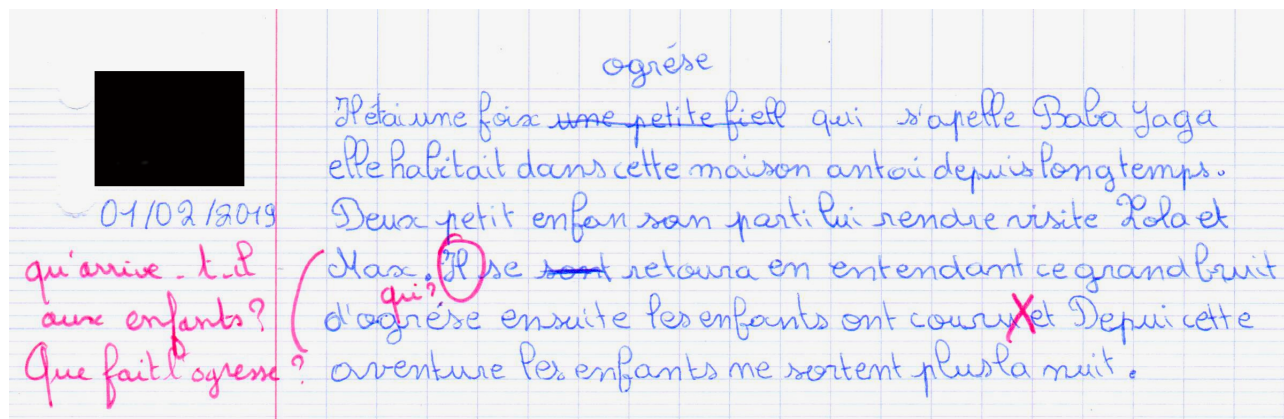 ogrése
Il étai une foix une petite fiell qui s'apelle Baba Yaga
elle habitait dans cette maison antoui depuis longtemps.
01/02/2019
Deux petit enfan san parti lui rendre visite Lola et
qu'arrive-t-il
Max. Il se sont retoura en entendant ce grand bruit
qui?
aux enfants?
d'ogrése ensuite les enfants ont coury et Depui cette
Que fait l'ogresse?
aventure les enfants ne sortent plus la nuit.